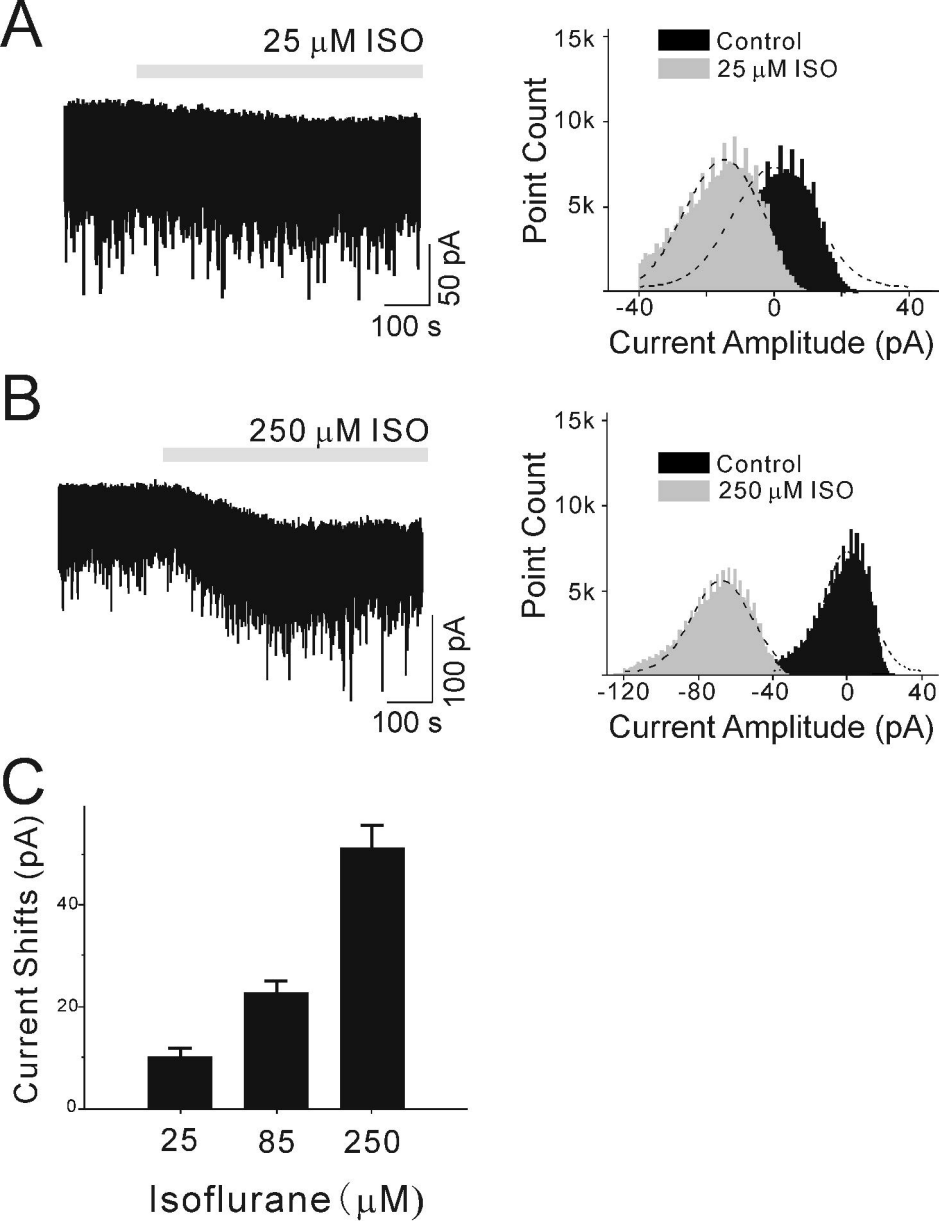 A
25 μM ISO
50 pA
100 s
15k
10k
5k
Point Count
Control
25 μM ISO
-40
0
40
Current Amplitude (pA)
B
250 μM ISO
100 pA
100 s
15k
10k
5k
Point Count
Control
250 μM ISO
-120
-80
-40
0
40
Current Amplitude (pA)
C
Current Shifts (pA)
40
20
0
25
85
250
Isoflurane (μM)